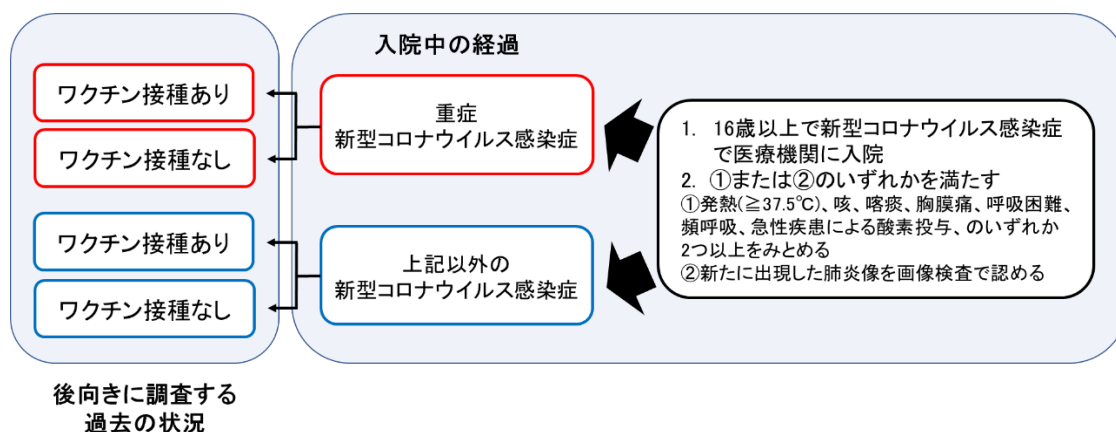 入院中の経過
ワクチン接種あり
ワクチン接種なし
ワクチン接種あり
ワクチン接種なし
重症
新型コロナウイルス感染症
上記以外の
新型コロナウイルス感染症
1. 16歳以上で新型コロナウイルス感染症
で医療機関に入院
2. ①または②のいずれかを満たす
①発熱(≧37.5℃)、咳、喀痰、胸膜痛、呼吸困難、
頻呼吸、急性疾患による酸素投与、のいずれか
2つ以上をみとめる
②新たに出現した肺炎像を画像検査で認める
後向きに調査する
過去の状況